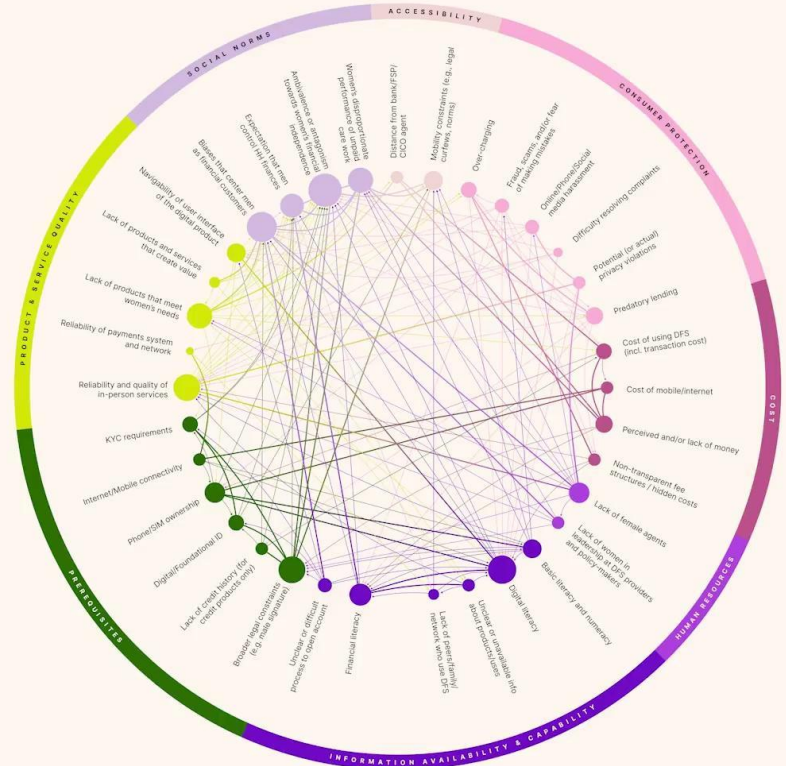 ACCESSIBILITY
CONSUMER PROTECTION
COST
HUMAN RESOURCES
INFORMATION AVAILABILITY & CAPABILITY
PREREQUISITES
PRODUCT & SERVICE QUALITY
SOCIAL NORMS
Distance from bank/FSP/
CICO agent
Mobility constraints (e.g., legal
curfews, norms)
Over-charging
Fraud, scams, and/or fear
of making mistakes
Online/Phone/Social
media harassment
Difficulty resolving complaints
Potential (or actual)
privacy violations
Predatory lending
Cost of using DFS
(incl. transaction cost)
Cost of mobile/internet
Perceived and/or lack of money
Non-transparent fee
structures / hidden costs
Lack of female agents
Lack of women in
leadership at DFS providers
and policy-makers
Basic literacy and numeracy
Digital literacy
Unclear or unavailable info
about products/uses
Lack of peers/family/
network who use DFS
Financial literacy
Unclear or difficult
process to open account
Broader legal constraints
(e.g. male signature)
Lack of credit history (for
credit products only)
Digital/Foundational ID
Phone/SIM ownership
Internet/Mobile connectivity
KYC requirements
Reliability and quality of
in-person services
Reliability of payments system
and network
Lack of products that meet
women's needs
Lack of products and services
that create value
Navigability of user interface
of the digital product
Biases that center men
as financial customers
Expectation that men
control HH finances
Ambivalence or antagonism
towards women's financial
independence
Women's disproportionate
performance of unpaid
care work